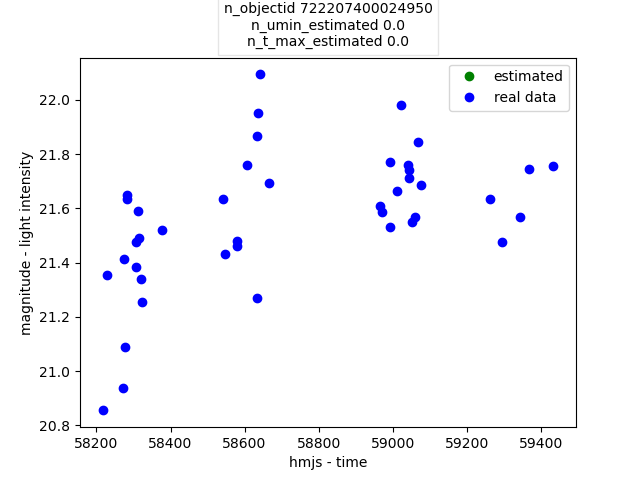 n_objectid 722207400024950
n_umin_estimated 0.0
n_t_max_estimated 0.0
estimated
real data
22.0
21.8
21.6
21.4
21.2
21.0
20.8
magnitude - light intensity
58200 58400 58600 58800 59000 59200 59400
hmjs - time